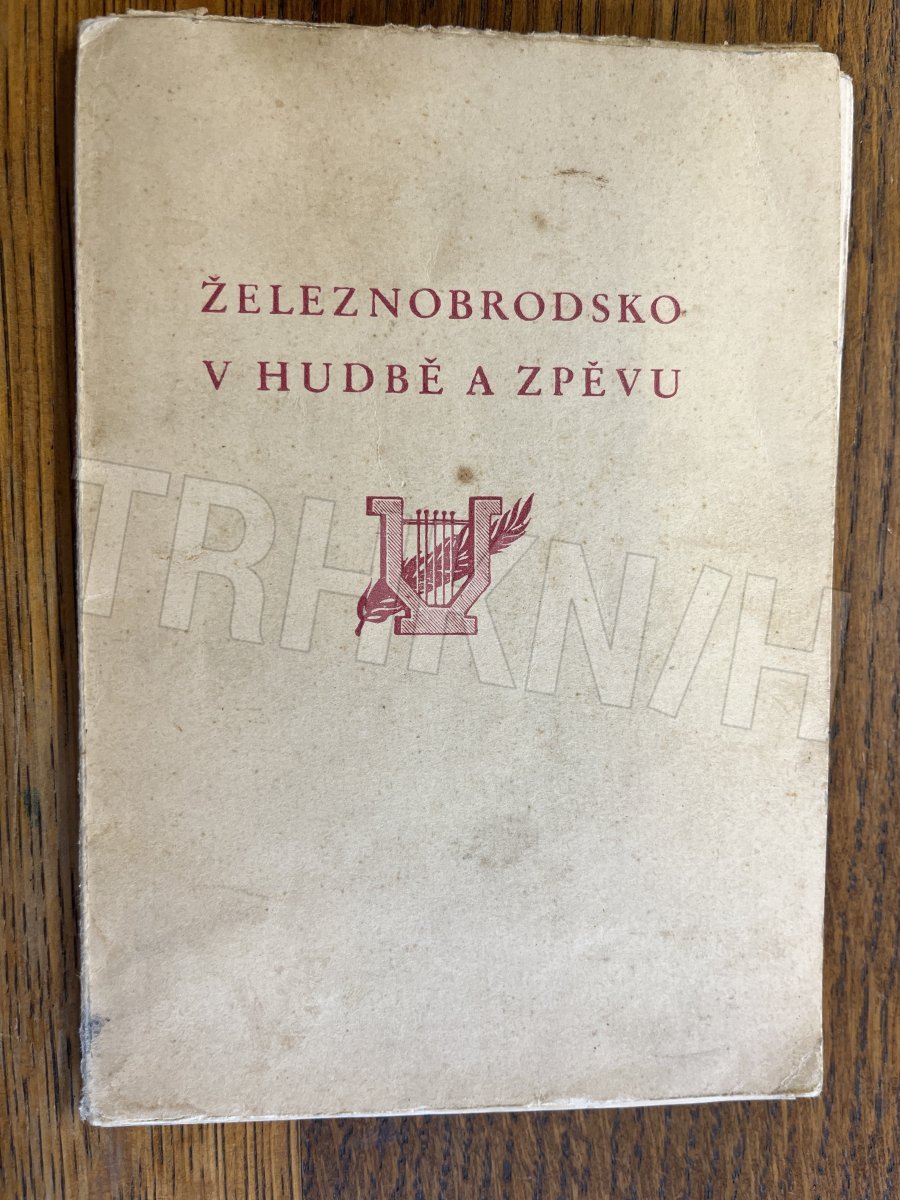 ŽELEZNOBRODSKO
V HUDBĚ A ZPĚVU
TRHKNIH